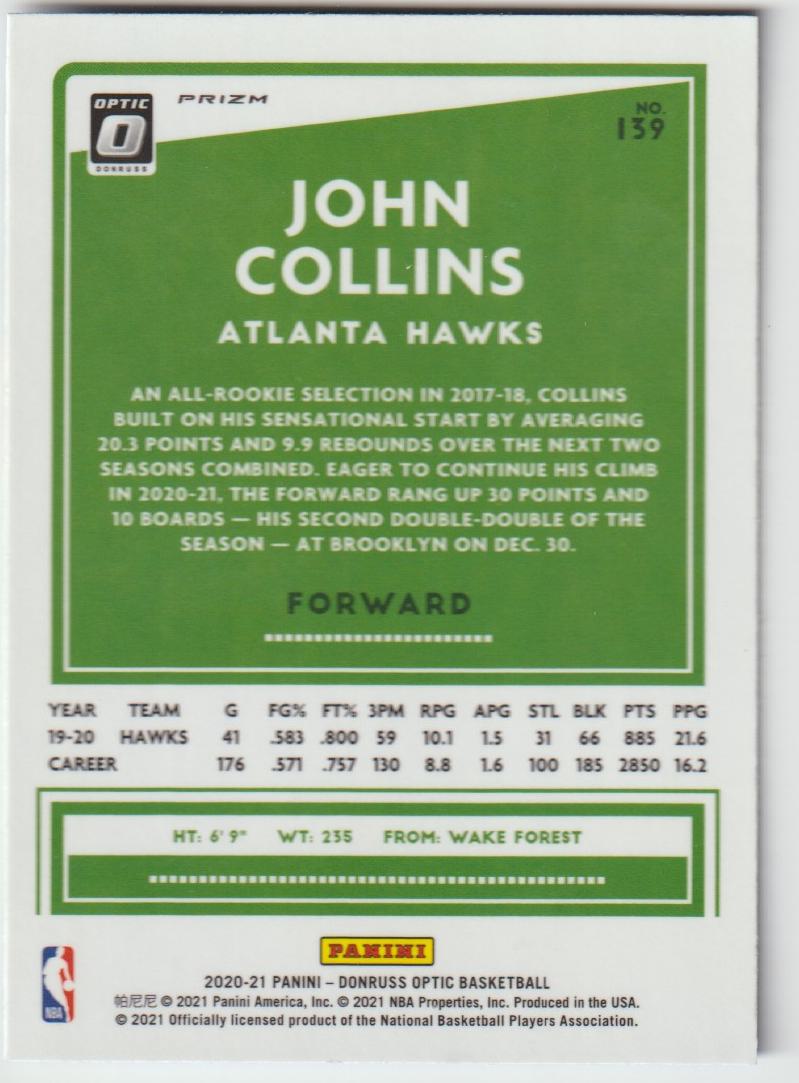 OPTIC
DONRUSS
PRIZM
NO.
139
JOHN
COLLINS
ATLANTA HAWKS
AN ALL-ROOKIE SELECTION IN 2017-18, COLLINS
BUILT ON HIS SENSATIONAL START BY AVERAGING
20.3 POINTS AND 9.9 REBOUNDS OVER THE NEXT TWO
SEASONS COMBINED. EAGER TO CONTINUE HIS CLIMB
IN 2020-21, THE FORWARD RANG UP 30 POINTS AND
10 BOARDS — HIS SECOND DOUBLE-DOUBLE OF THE
SEASON — AT BROOKLYN ON DEC. 30.
FORWARD
YEAR TEAM G FG% FT% 3PM RPG APG STL BLK PTS PPG
19-20 HAWKS 41 .583 .800 59 10.1 1.5 31 66 885 21.6
CAREER 176 .571 .757 130 8.8 1.6 100 185 2850 16.2
HT: 6' 9" WT: 235 FROM: WAKE FOREST
PANINI
NBA
2020-21 PANINI – DONRUSS OPTIC BASKETBALL
帕尼尼 © 2021 Panini America, Inc. © 2021 NBA Properties, Inc. Produced in the USA.
© 2021 Officially licensed product of the National Basketball Players Association.